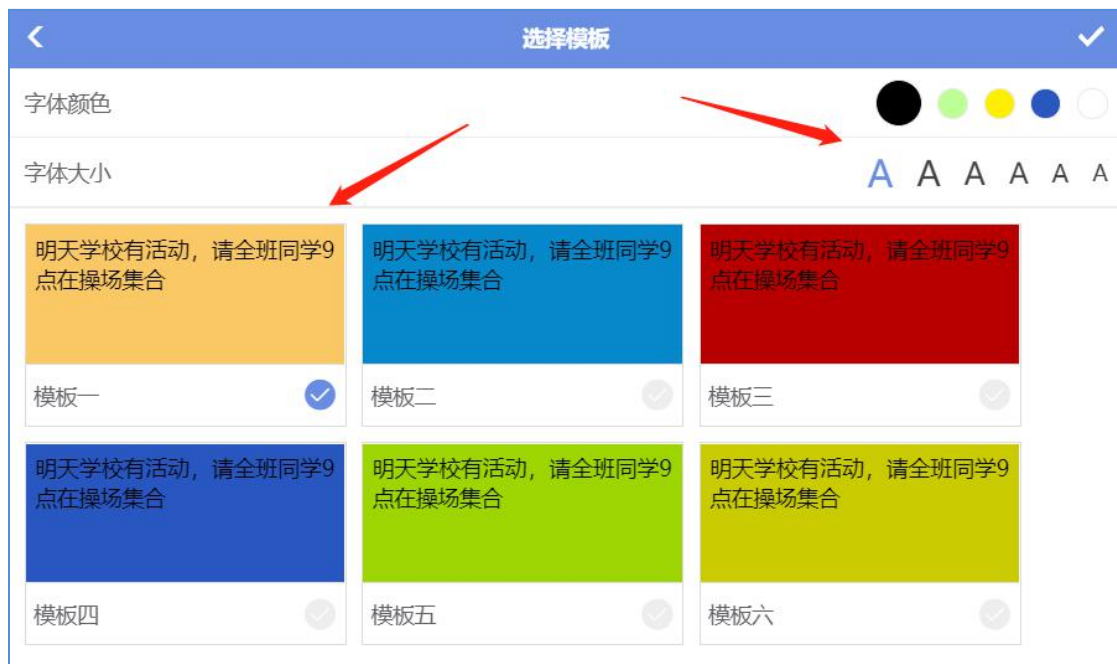 选择模板
字体颜色
字体大小
A A A A A A
明天学校有活动，请全班同学9
点在操场集合
模板一
明天学校有活动，请全班同学9
点在操场集合
模板二
明天学校有活动，请全班同学9
点在操场集合
模板三
明天学校有活动，请全班同学9
点在操场集合
模板四
明天学校有活动，请全班同学9
点在操场集合
模板五
明天学校有活动，请全班同学9
点在操场集合
模板六